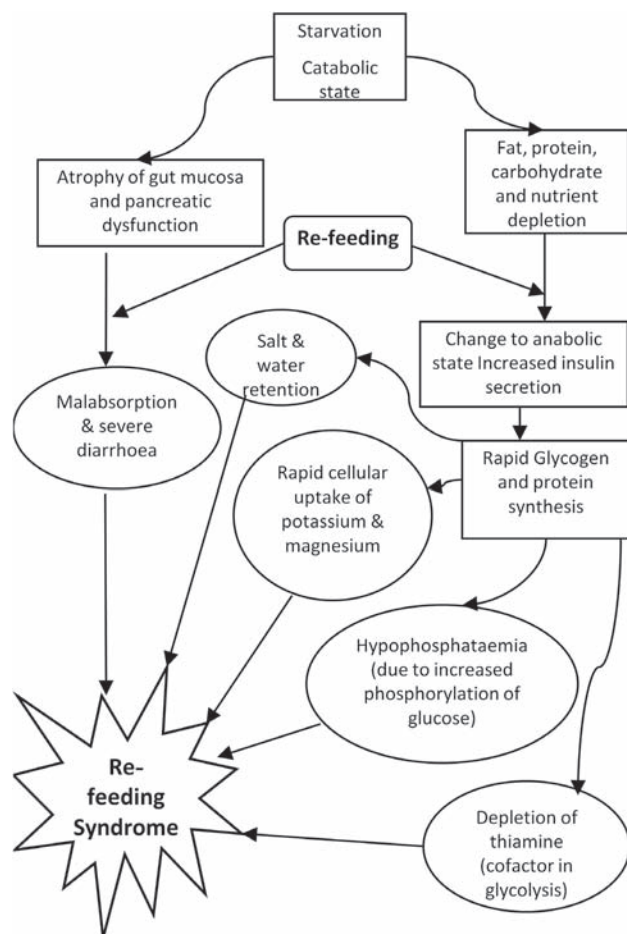 Starvation
Catabolic
state
Atrophy of gut mucosa
and pancreatic
dysfunction
Fat, protein,
carbohydrate
and nutrient
depletion
Re-feeding
Salt &
water
retention
Change to anabolic
state Increased insulin
secretion
Malabsorption
& severe
diarrhoea
Rapid cellular
uptake of
potassium &
magnesium
Rapid Glycogen
and protein
synthesis
Hypophosphataemia
(due to increased
phosphorylation of
glucose)
Re-
feeding
Syndrome
Depletion of
thiamine
(cofactor in
glycolysis)